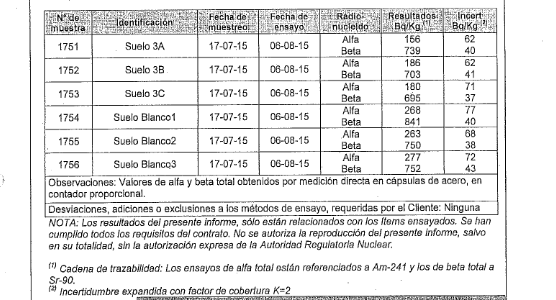 Nº de muestra Identificación Fecha de muestreo Fecha de ensayo Radio-nucleído Resultados Bq/Kg Incert Bq/Kg (2)
1751 Suelo 3A 17-07-15 06-08-15 Alfa 156 62
Beta 739 40
1752 Suelo 3B 17-07-15 06-08-15 Alfa 186 62
Beta 703 41
1753 Suelo 3C 17-07-15 06-08-15 Alfa 180 71
Beta 695 37
1754 Suelo Blanco1 17-07-15 06-08-15 Alfa 268 77
Beta 841 40
1755 Suelo Blanco2 17-07-15 06-08-15 Alfa 263 68
Beta 750 38
1756 Suelo Blanco3 17-07-15 06-08-15 Alfa 277 72
Beta 752 43
Observaciones: Valores de alfa y beta total obtenidos por medición directa en cápsulas de acero, en
contador proporcional.
Desviaciones, adiciones o exclusiones a los métodos de ensayo, requeridas por el Cliente: Ninguna
NOTA: Los resultados del presente informe, sólo están relacionados con los Items ensayados. Se han
cumplido todos los requisitos del contrato. No se autoriza la reproducción del presente informe, salvo
en su totalidad, sin la autorización expresa de la Autoridad Regulatoria Nuclear.
(1) Cadena de trazabilidad: Los ensayos de alfa total están referenciados a Am-241 y los de beta total a
Sr-90.
(2) Incertidumbre expandida con factor de cobertura K=2